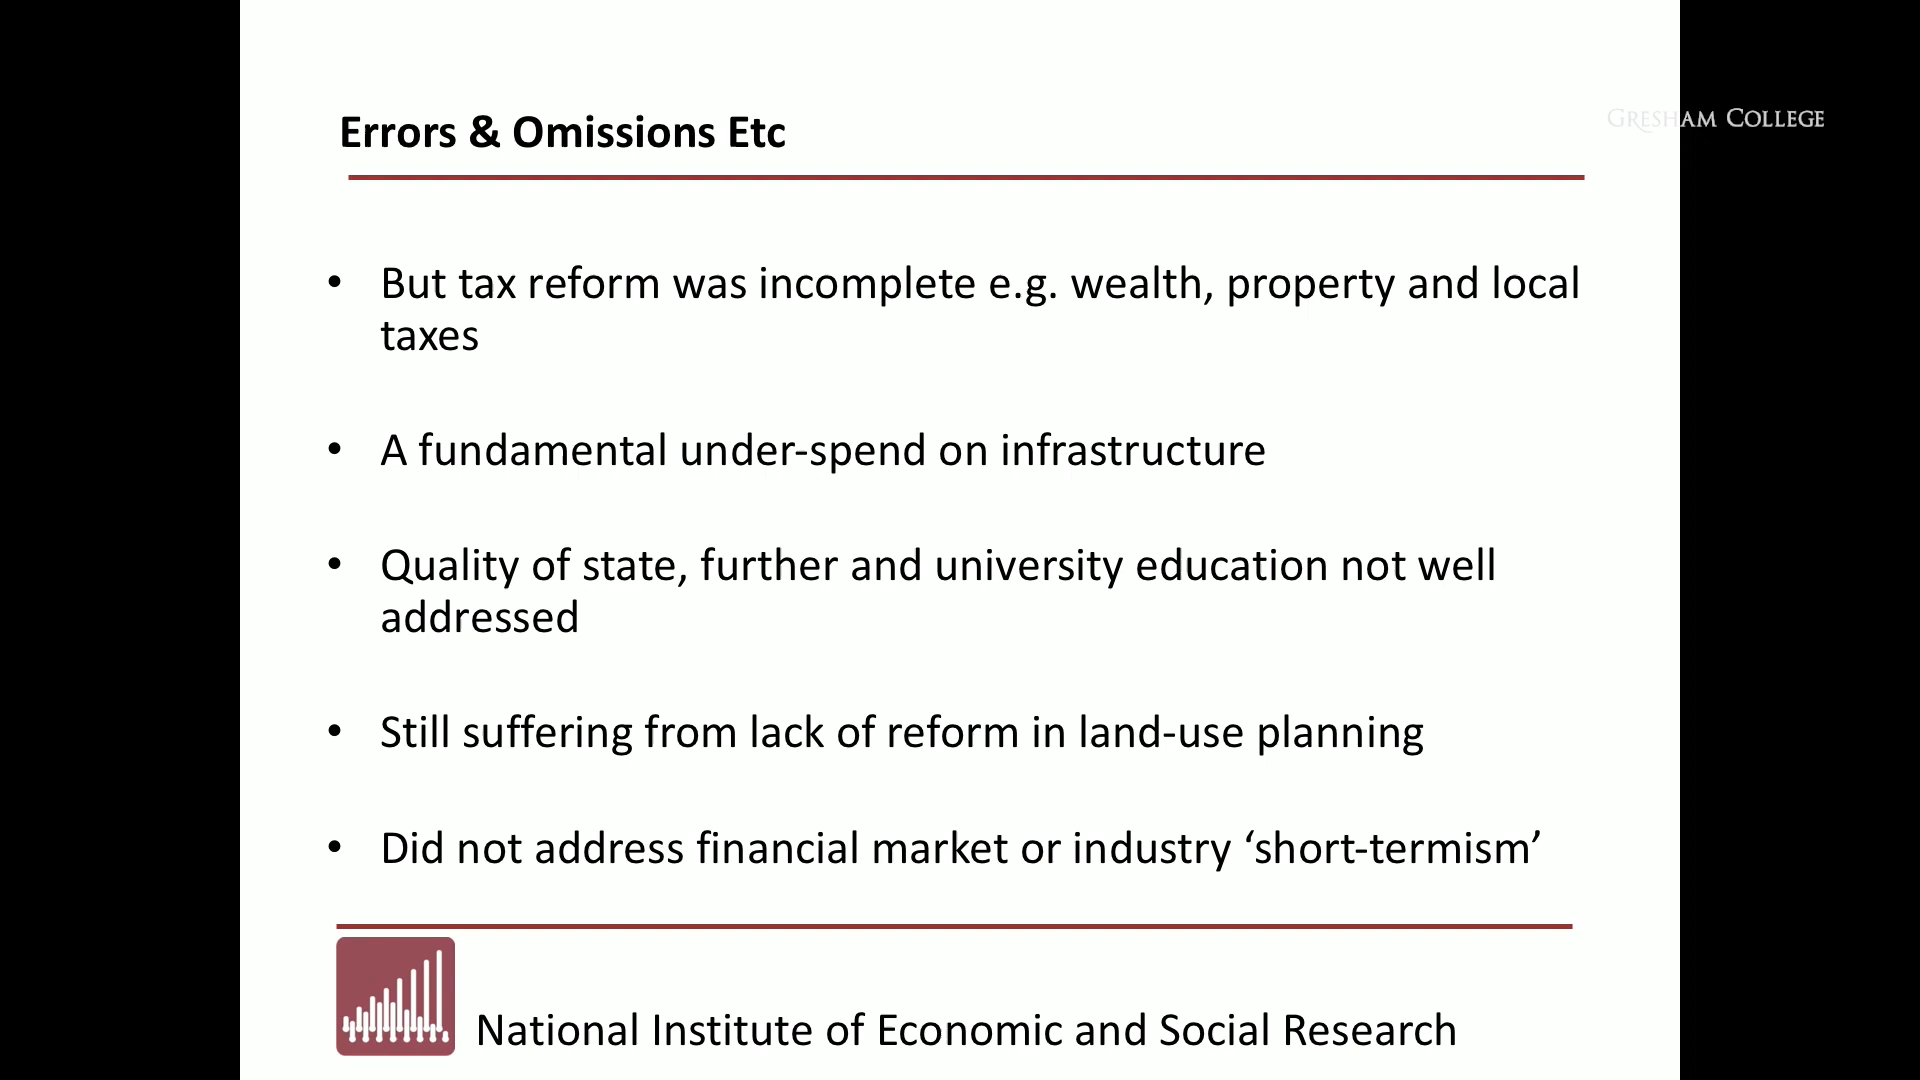 Errors & Omissions Etc
GRESHAM COLLEGE
• But tax reform was incomplete e.g. wealth, property and local
taxes
• A fundamental under-spend on infrastructure
• Quality of state, further and university education not well
addressed
• Still suffering from lack of reform in land-use planning
• Did not address financial market or industry ‘short-termism’
National Institute of Economic and Social Research